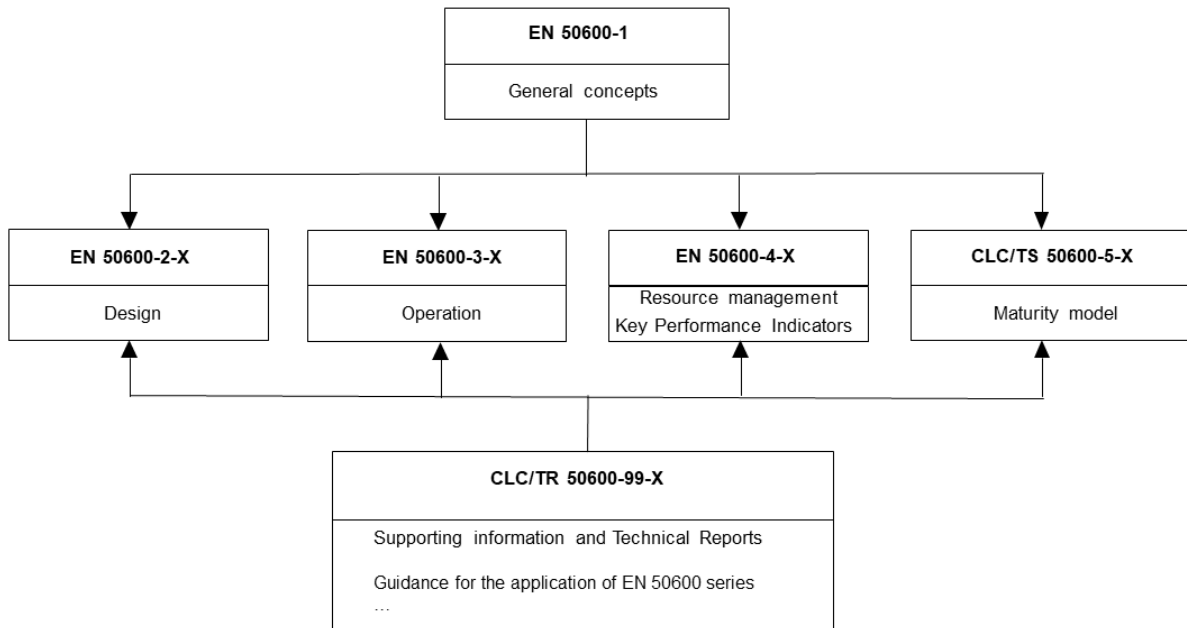 EN 50600-1
General concepts
EN 50600-2-X
Design
EN 50600-3-X
Operation
EN 50600-4-X
Resource management
Key Performance Indicators
CLC/TS 50600-5-X
Maturity model
CLC/TR 50600-99-X
Supporting information and Technical Reports
Guidance for the application of EN 50600 series
...